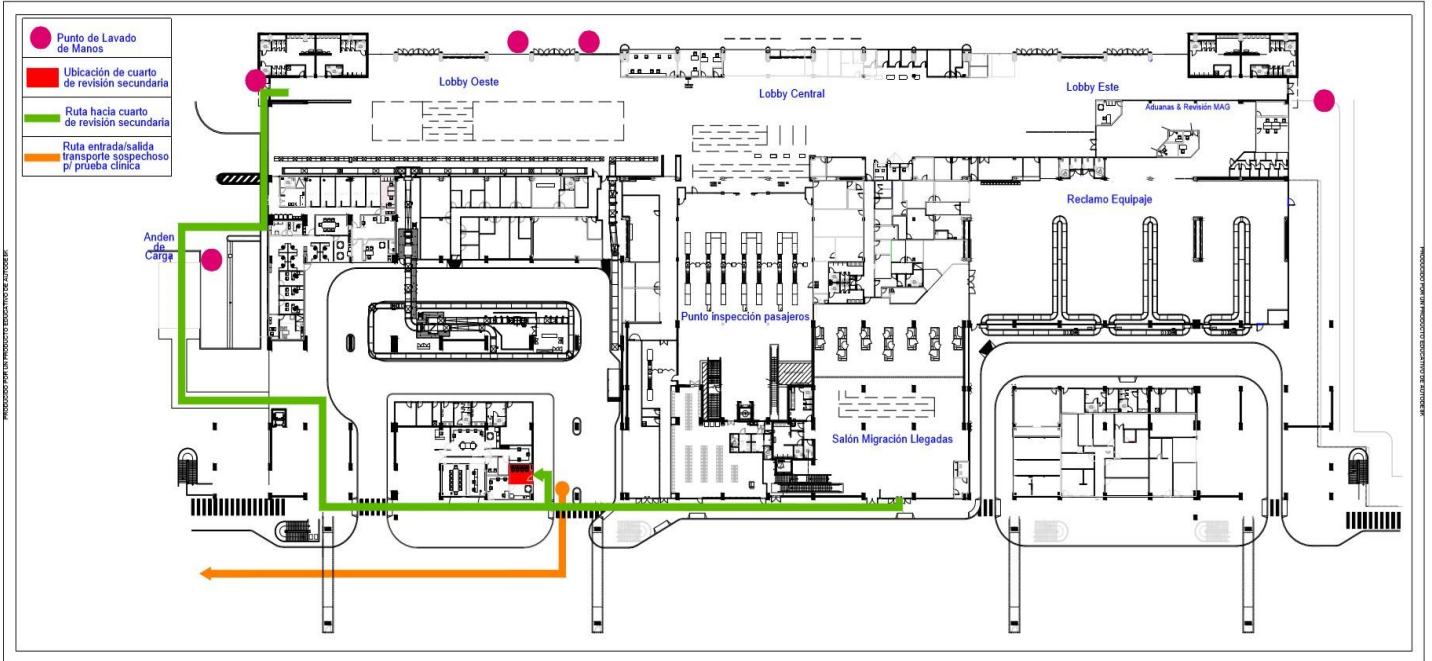 Punto de Lavado
de Manos
Ubicación de cuarto
de revisión secundaria
Ruta hacia cuarto
de revisión secundaria
Ruta entrada/salida
transporte sospechoso
p/ prueba clínica
Lobby Oeste
Lobby Central
Lobby Este
Aduanas & Revisión MAG
Reclamo Equipaje
Anden
de
Carga
Punto inspección pasajeros
Salón Migración Llegadas
PRODUCIDO POR UN PRODUCTO EDUCATIVO DE AUTODESK
PRODUCIDO POR UN PRODUCTO EDUCATIVO DE AUTODESK